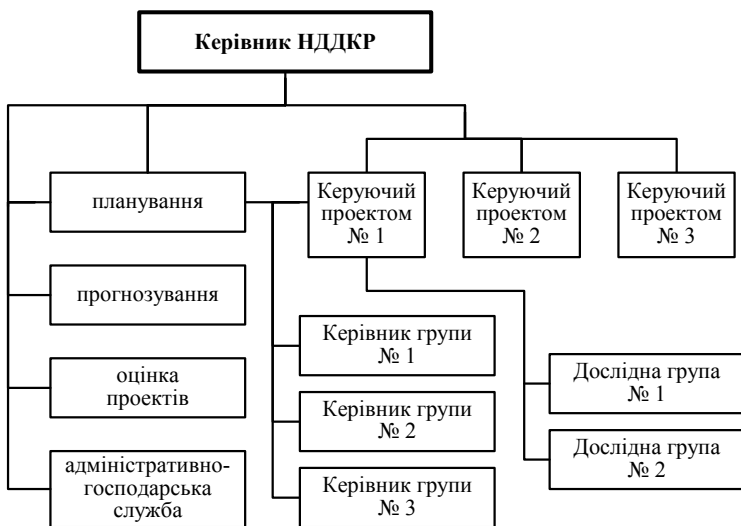 Керівник НДДКР
планування
Керуючий
проектом
№ 1
Керуючий
проектом
№ 2
Керуючий
проектом
№ 3
прогнозування
оцінка
проектів
адміністративно-
господарська
служба
Керівник групи
№ 1
Керівник групи
№ 2
Керівник групи
№ 3
Дослідна група
№ 1
Дослідна група
№ 2